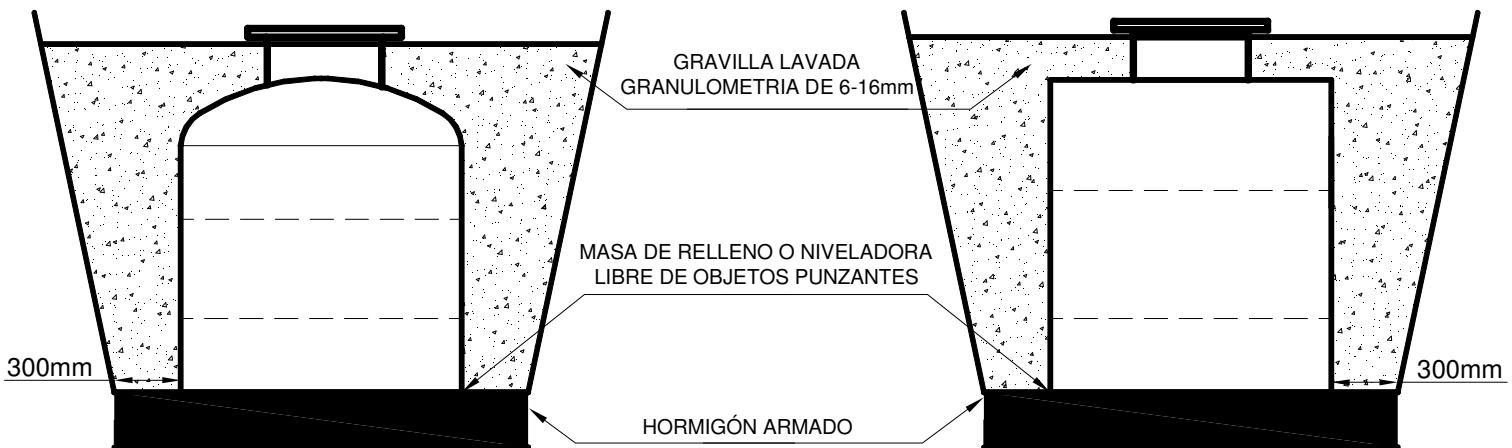 GRAVILLA LAVADA
GRANULOMETRIA DE 6-16mm
MASA DE RELLENO O NIVELADORA
LIBRE DE OBJETOS PUNZANTES
300mm
300mm
HORMIGÓN ARMADO